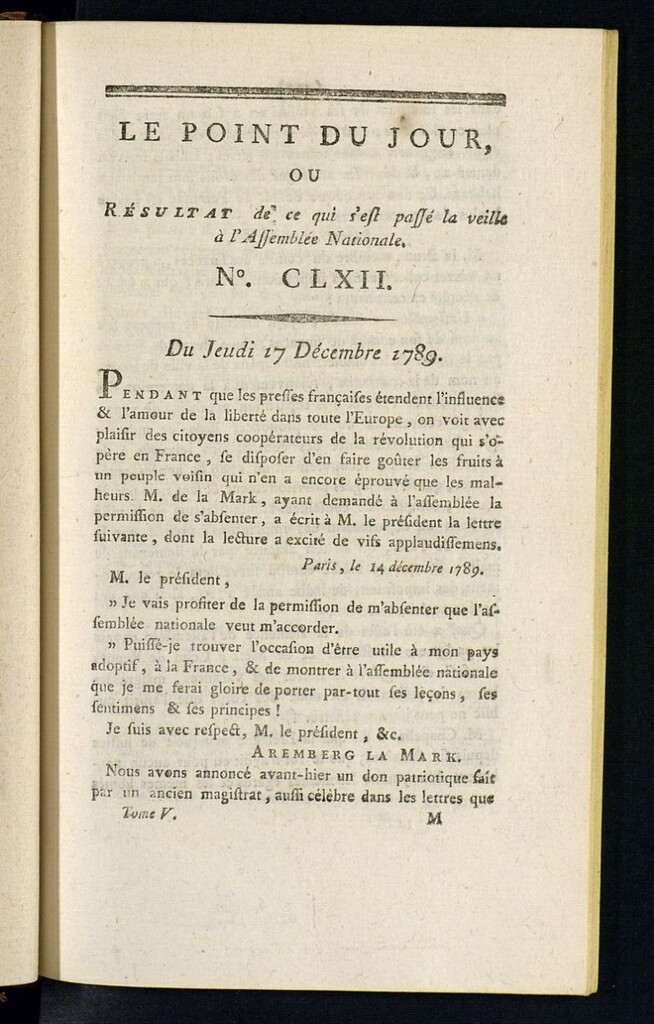 LE POINT DU JOUR,
OU
RÉSULTAT de ce qui s'eſt paſſé la veille
à l'Aſſemblée Nationale.
Nº. CLXII.
Du Jeudi 17 Décembre 1789.
PENDANT que les preſſes françaiſes étendent l'influence
& l'amour de la liberté dans toute l'Europe, on voit avec
plaiſir des citoyens coopérateurs de la révolution qui s'o-
père en France, ſe diſpoſer d'en faire goûter les fruits à
un peuple voiſin qui n'en a encore éprouvé que les mal-
heurs. M. de la Mark, ayant demandé à l'aſſemblée la
permiſſion de s'abſenter, a écrit à M. le préſident la lettre
ſuivante, dont la lecture a excité de vifs applaudiſſemens.
Paris, le 14 décembre 1789.
M. le préſident,
» Je vais profiter de la permiſſion de m'abſenter que l'aſ-
ſemblée nationale veut m'accorder.
» Puiſſé-je trouver l'occaſion d'être utile à mon pays
adoptif, à la France, & de montrer à l'aſſemblée nationale
que je me ferai gloire de porter par-tout ſes leçons, ſes
ſentimens & ſes principes !
Je ſuis avec reſpect, M. le préſident, &c.
AREMBERG LA MARK.
Nous avons annoncé avant-hier un don patriotique fait
par un ancien magiſtrat, auſſi célèbre dans les lettres que
Tome V. M